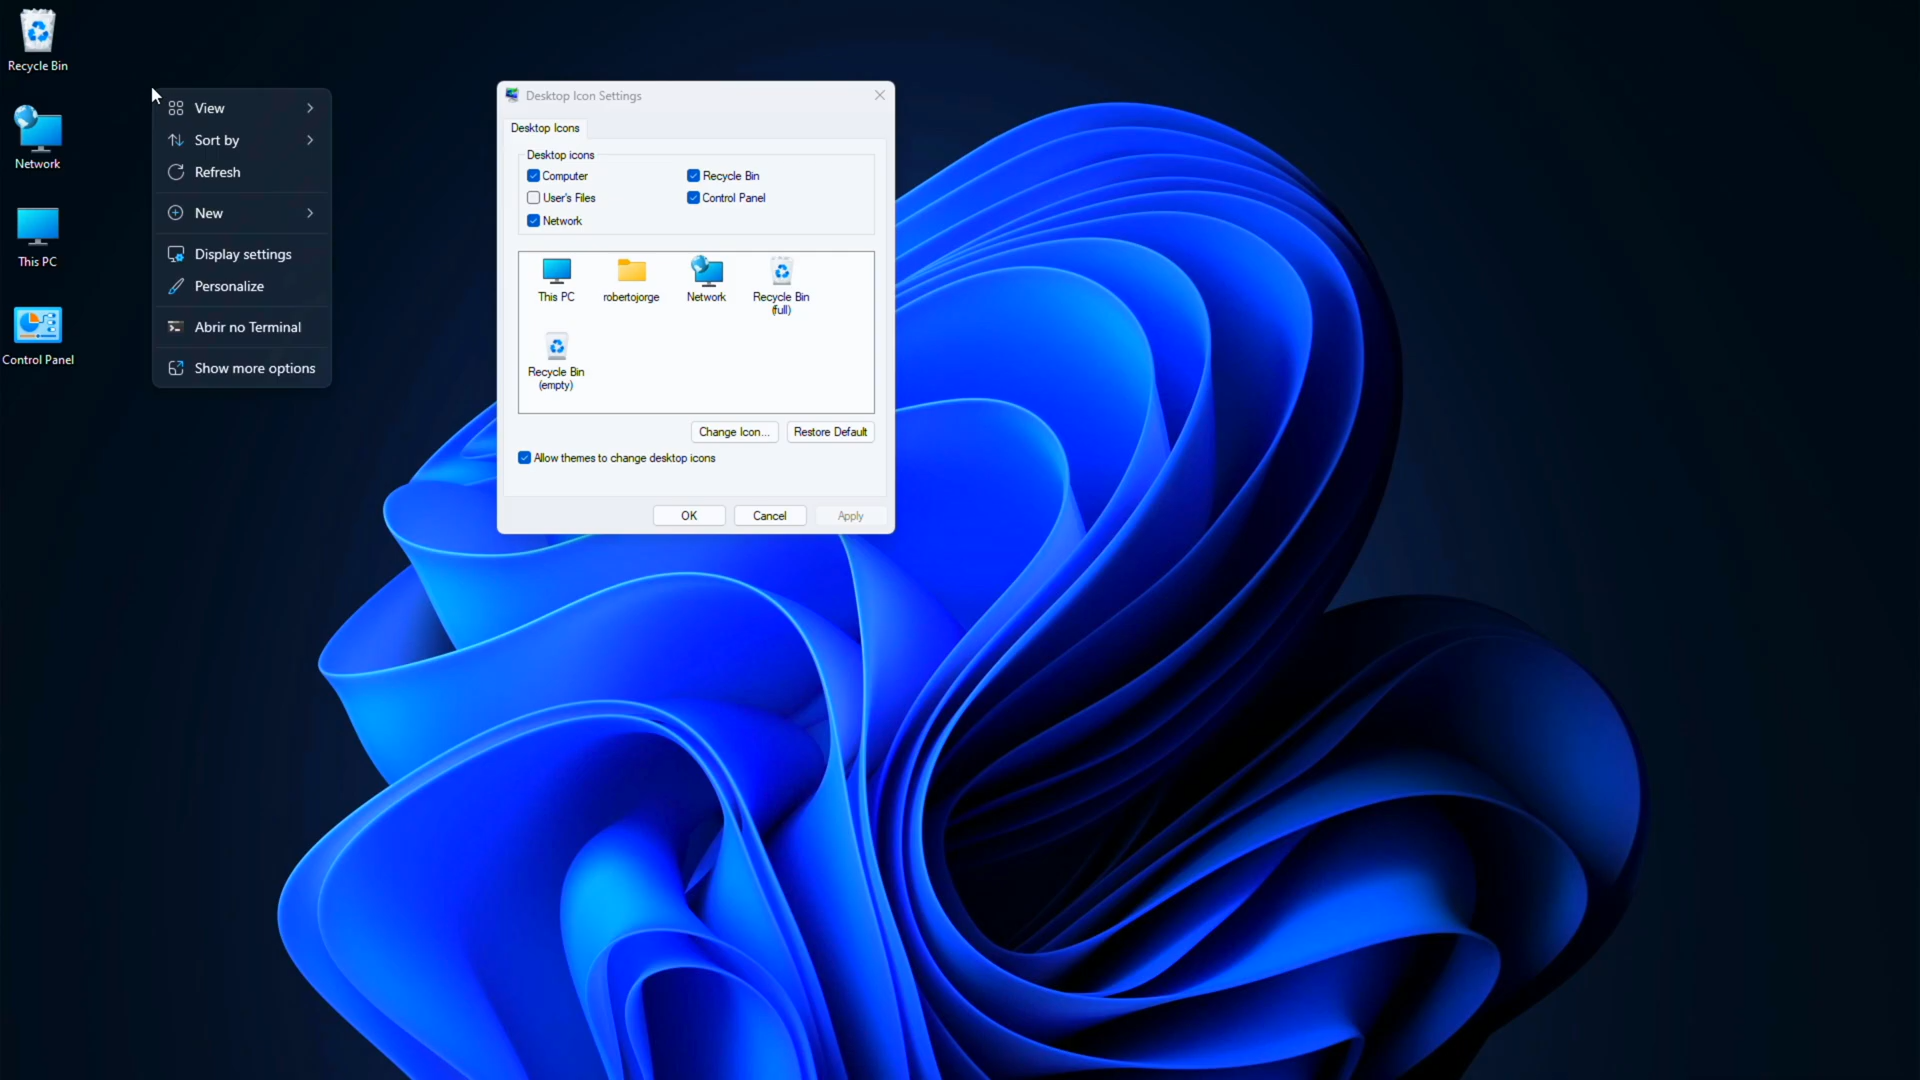 Recycle Bin
Network
This PC
Control Panel
View
Sort by
Refresh
New
Display settings
Personalize
Abrir no Terminal
Show more options
Desktop Icon Settings
Desktop Icons
Desktop icons
Computer
Recycle Bin
User's Files
Control Panel
Network
This PC
robertojorge
Network
Recycle Bin
(full)
Recycle Bin
(empty)
Change Icon...
Restore Default
Allow themes to change desktop icons
OK
Cancel
Apply